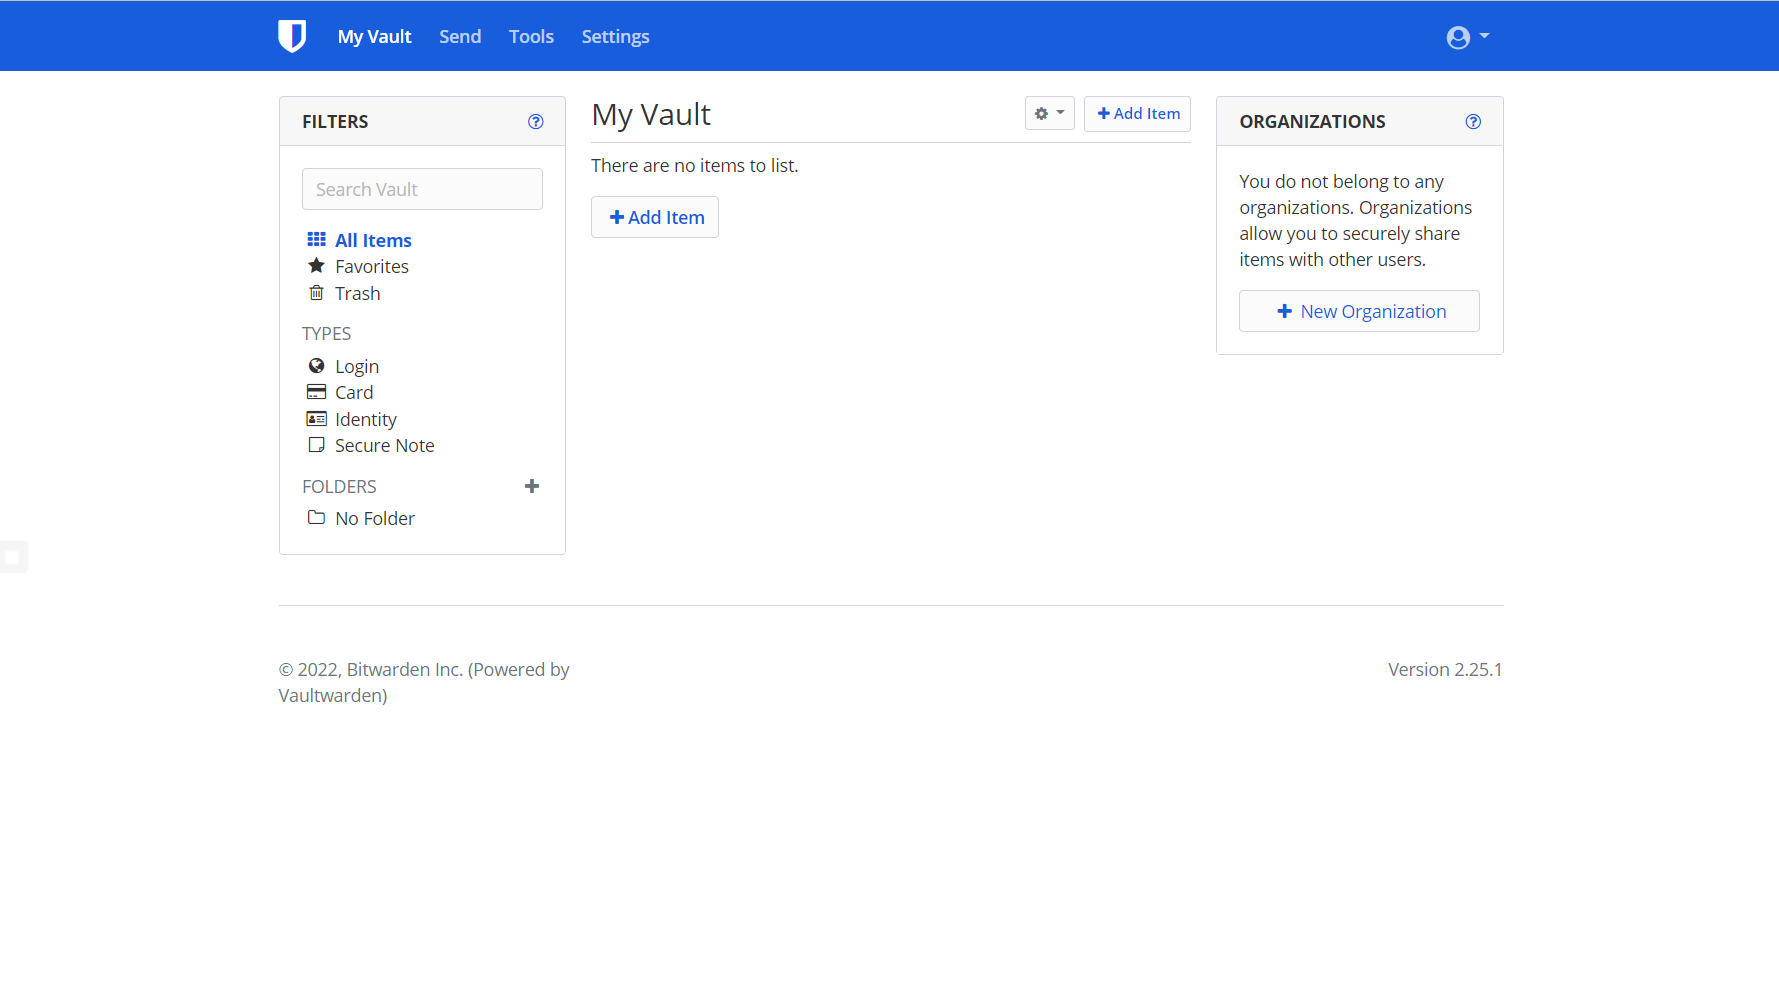 My Vault Send Tools Settings
FILTERS
Search Vault
All Items
Favorites
Trash
TYPES
Login
Card
Identity
Secure Note
FOLDERS
No Folder
My Vault
Add Item
There are no items to list.
Add Item
ORGANIZATIONS
You do not belong to any
organizations. Organizations
allow you to securely share
items with other users.
New Organization
© 2022, Bitwarden Inc. (Powered by
Vaultwarden)
Version 2.25.1